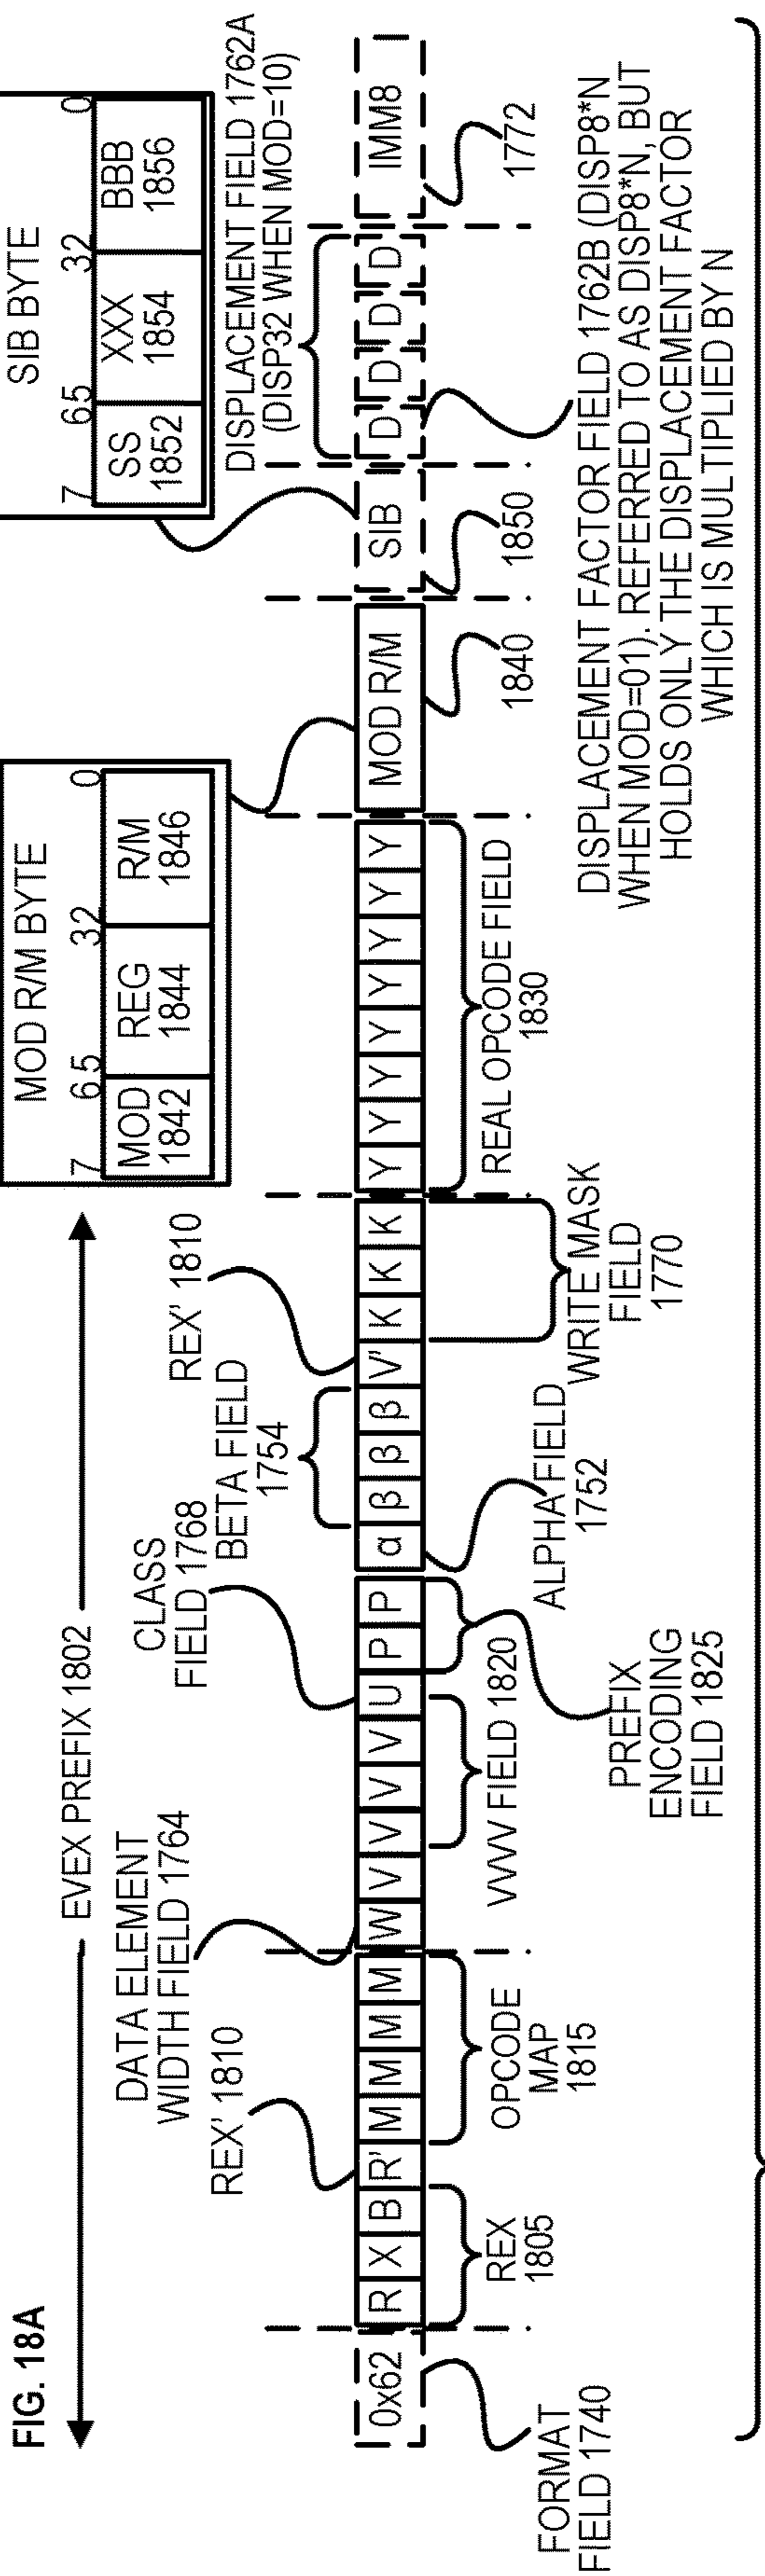 FIG. 18A
EVEX PREFIX 1802
MOD R/M BYTE
7 6 5 3 2 0
MOD REG R/M
1842 1844 1846
SIB BYTE
7 6 5 3 2 0
SS XXX BBB
1852 1854 1856
REX' 1810
DATA ELEMENT
WIDTH FIELD 1764
CLASS
FIELD 1768
BETA FIELD
1754
REX' 1810
DISPLACEMENT FIELD 1762A
(DISP32 WHEN MOD=10)
0x62 R X B R' M M M M W V V V V U P P α β β β V' K K K Y Y Y Y Y Y Y Y MOD R/M SIB D D D D IMM8
FORMAT
FIELD 1740
REX
1805
OPCODE
MAP
1815
VVVV FIELD 1820
PREFIX
ENCODING
FIELD 1825
ALPHA FIELD
1752
WRITE MASK
FIELD
1770
REAL OPCODE FIELD
1830
1840
1850
1772
DISPLACEMENT FACTOR FIELD 1762B (DISP8*N
WHEN MOD=01). REFERRED TO AS DISP8*N, BUT
HOLDS ONLY THE DISPLACEMENT FACTOR
WHICH IS MULTIPLIED BY N